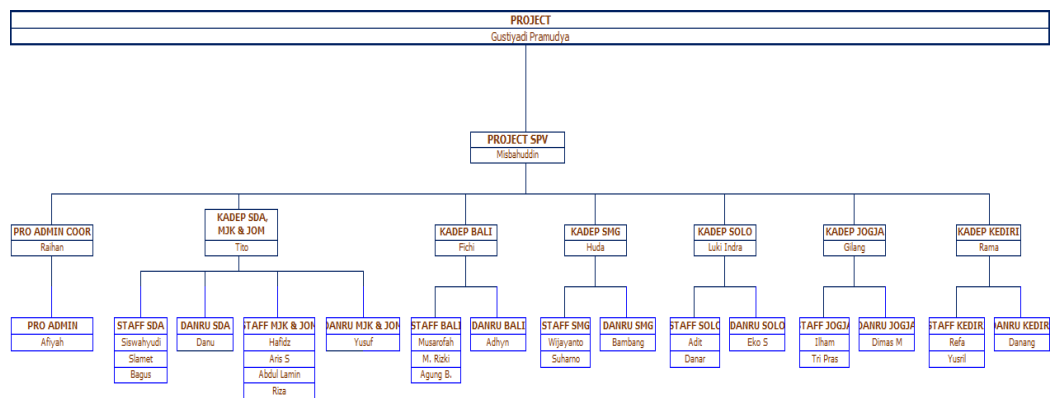 PROJECT
Gustiyadi Pramudya
PROJECT SPV
Misbahuddin
PRO ADMIN COOR
Raihan
KADEP SDA,
MJK & JOM
Tito
KADEP BALI
Fichi
KADEP SMG
Huda
KADEP SOLO
Luki Indra
KADEP JOGJA
Gilang
KADEP KEDIRI
Rama
PRO ADMIN
Afiyah
STAFF SDA
Siswahyudi
Slamet
Bagus
DANRU SDA
Danu
STAFF MJK & JOM
Hafidz
Aris S
Abdul Lamin
Riza
DANRU MJK & JOM
Yusuf
STAFF BALI
Musarofah
M. Rizki
Agung B.
DANRU BALI
Adhyn
STAFF SMG
Wijayanto
Suharno
DANRU SMG
Bambang
STAFF SOLO
Adit
Danar
DANRU SOLO
Eko S
STAFF JOGJA
Ilham
Tri Pras
DANRU JOGJA
Dimas M
STAFF KEDIRI
Refa
Yusril
DANRU KEDIRI
Danang